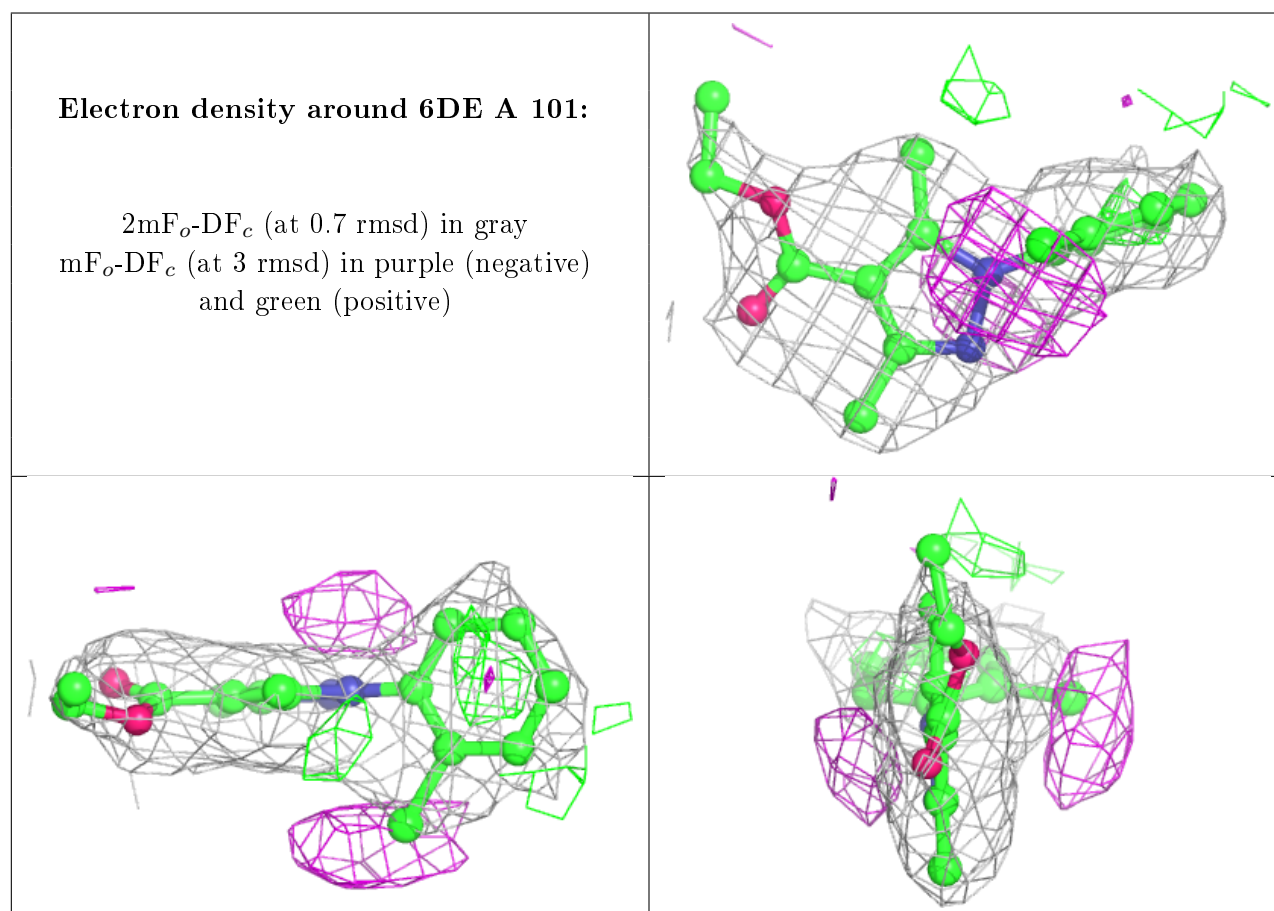 Electron density around 6DE A 101:
2mFo-DFc (at 0.7 rmsd) in gray
mFo-DFc (at 3 rmsd) in purple (negative)
and green (positive)